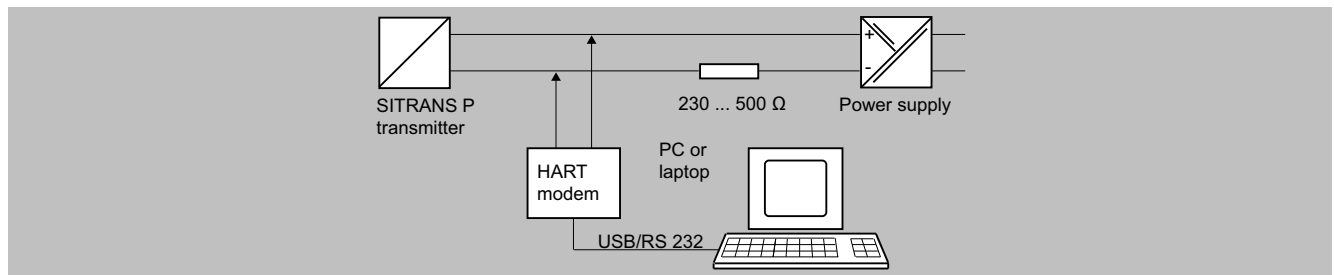 +
-
SITRANS P
transmitter
230 ... 500 Ω
Power supply
HART
modem
PC or
laptop
USB/RS 232